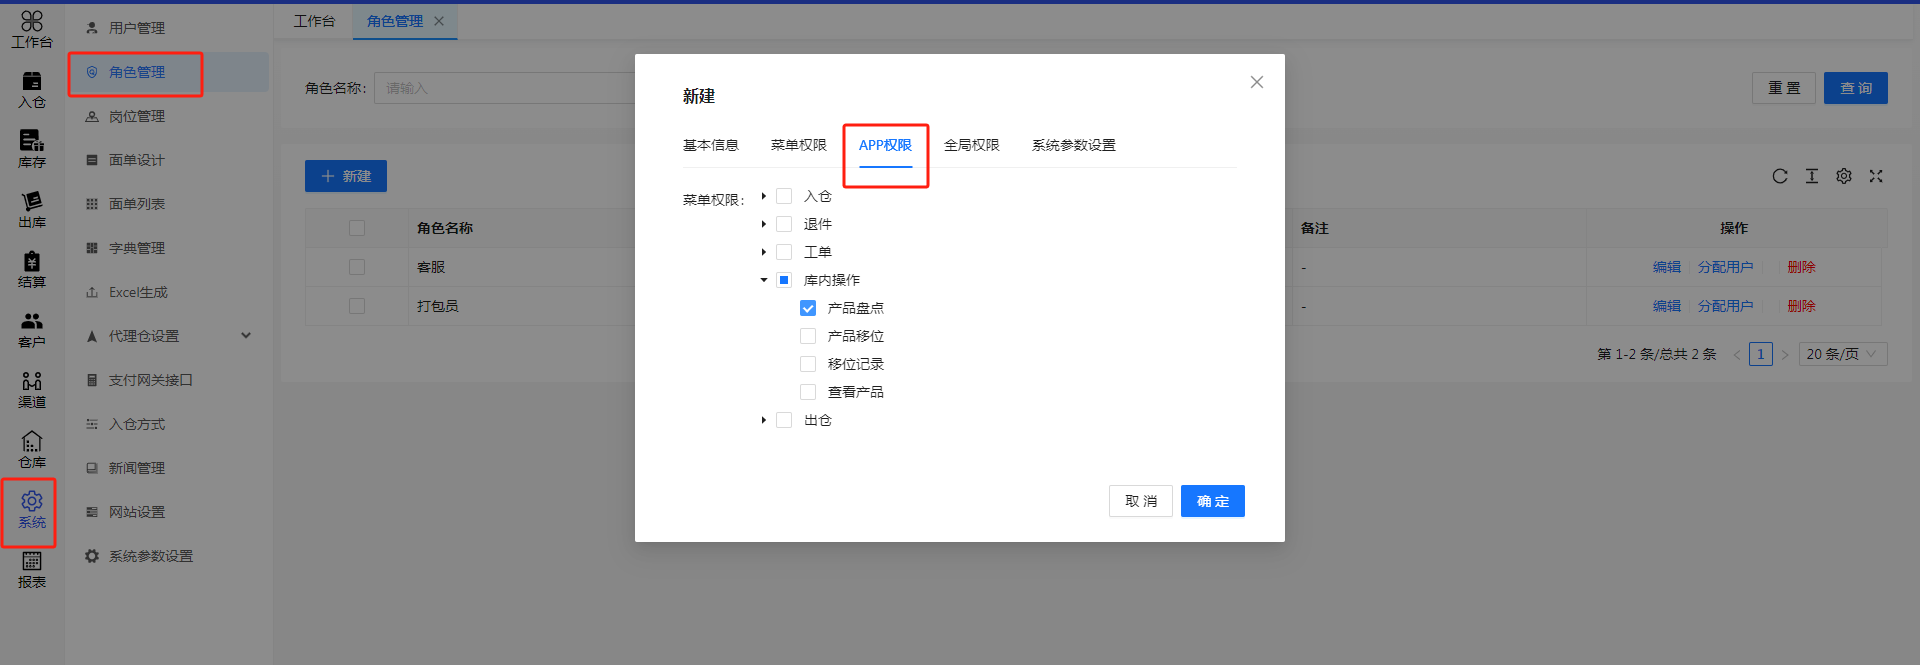 工作台
入仓
库存
出库
结算
客户
渠道
仓库
系统
报表
用户管理
角色管理
岗位管理
面单设计
面单列表
字典管理
Excel生成
代理仓设置
支付网关接口
入仓方式
新闻管理
网站设置
系统参数设置
工作台 角色管理
角色名称: 请输入
重 置 查 询
新建
角色名称 备注 操作
客服 - 编辑 分配用户 删除
打包员 - 编辑 分配用户 删除
第 1-2 条/总共 2 条 1 20 条/页
新建
基本信息 菜单权限 APP权限 全局权限 系统参数设置
菜单权限: 入仓
退件
工单
库内操作
产品盘点
产品移位
移位记录
查看产品
出仓
取 消 确 定